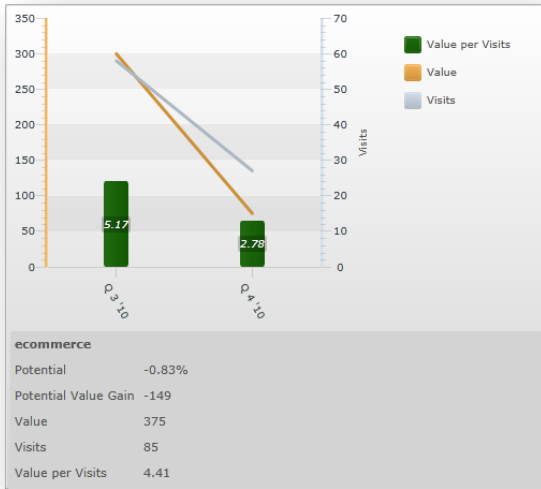 350
300
250
200
150
100
50
0
70
60
50
40
30
20
10
0
Visits
5.17
2.78
Q 3 '10
Q 4 '10
Value per Visits
Value
Visits
ecommerce
Potential -0.83%
Potential Value Gain -149
Value 375
Visits 85
Value per Visits 4.41